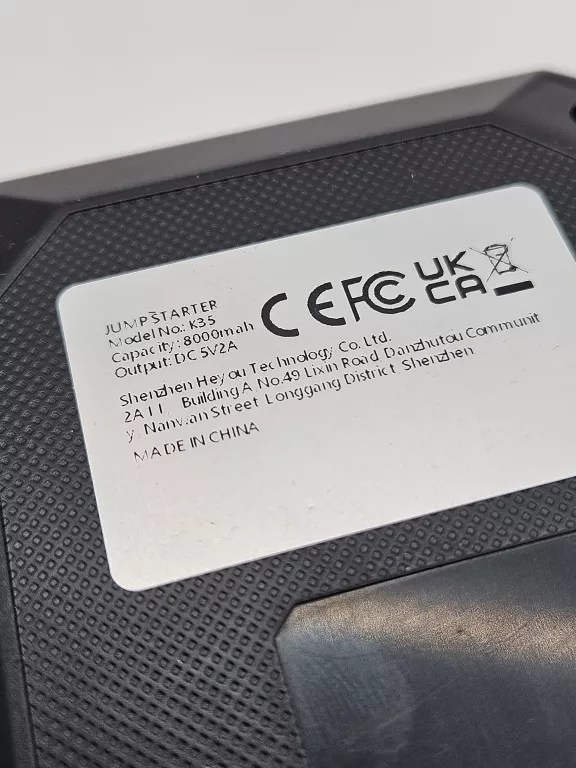 JUMP STARTER
Model No.: K35
Capacity: 8000mah
Output: DC 5V2A
CE FC UK CA
Shenzhen Heyou Technology Co. Ltd.
2A11 Building A No.49 Lixin Road Danzhutou Communit
y, Nanwan Street Longgang District Shenzhen
MADE IN CHINA